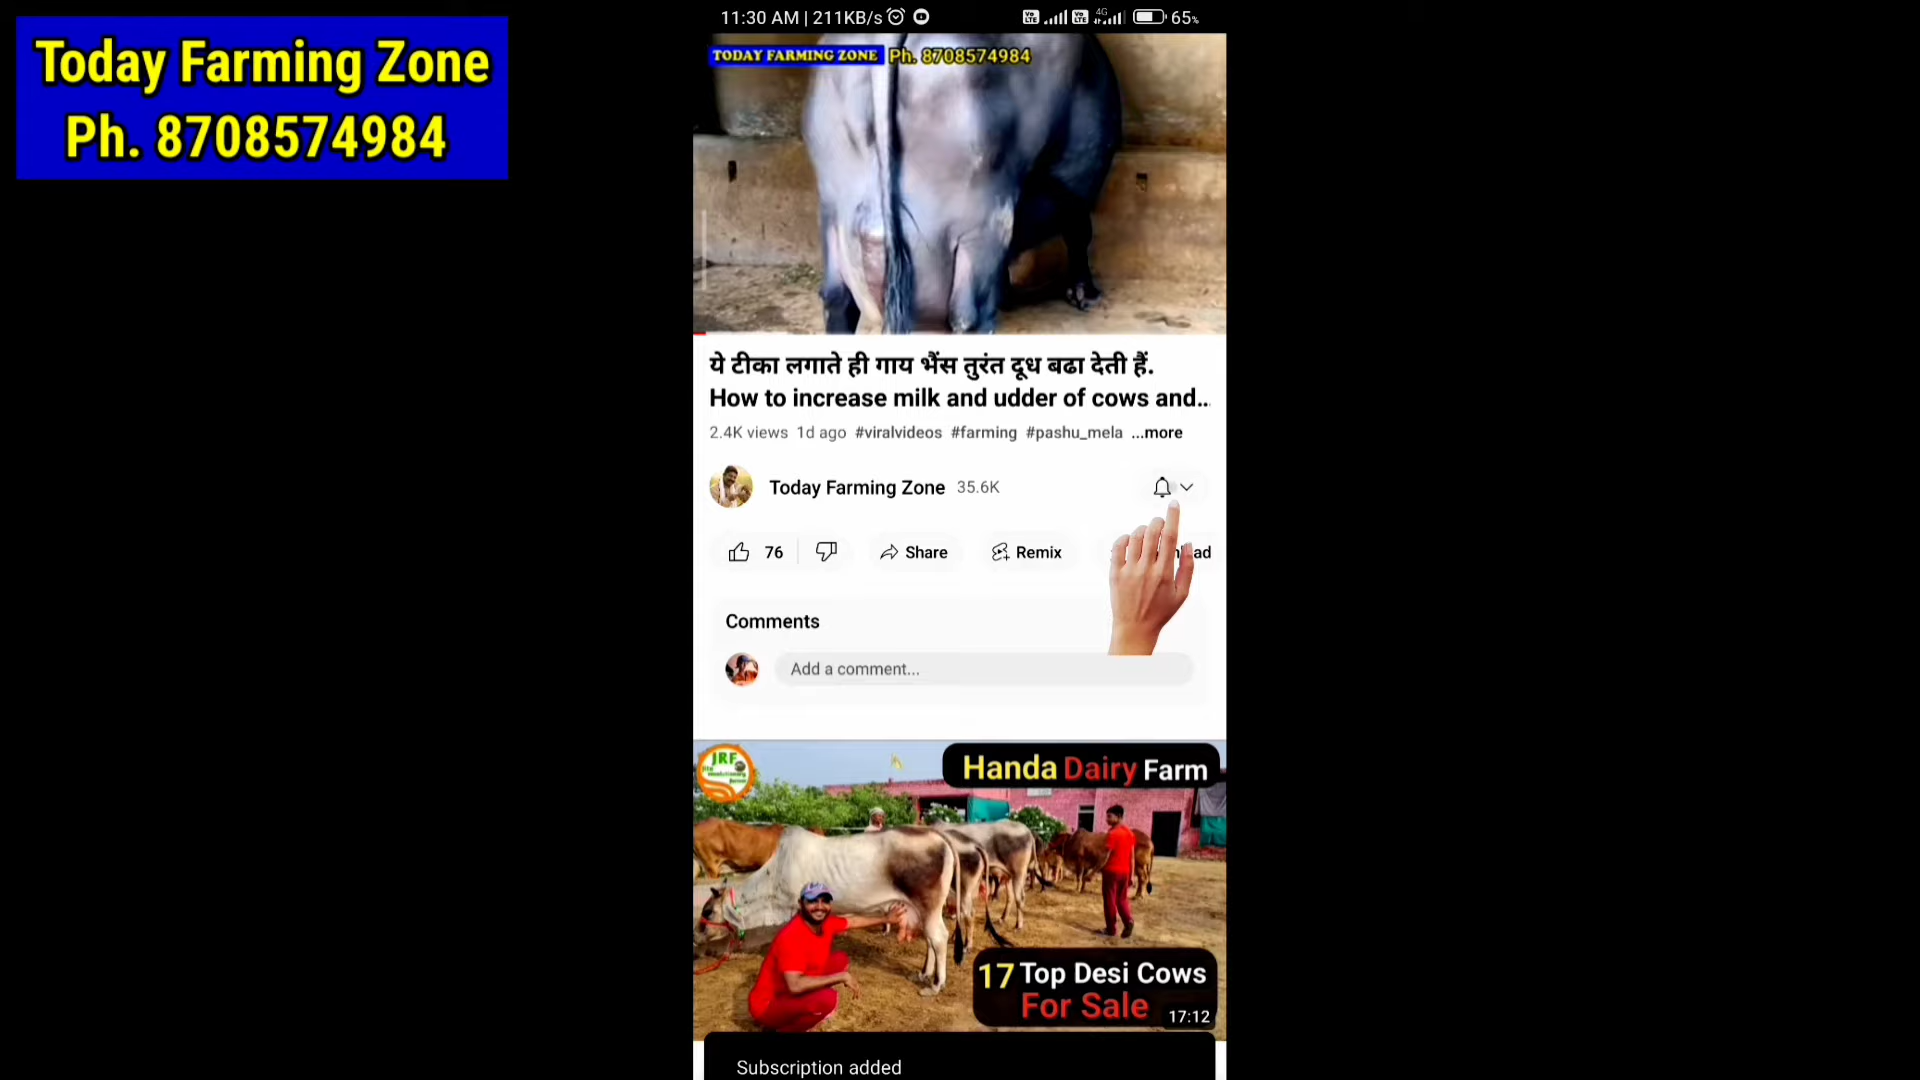 Today Farming Zone
Ph. 8708574984
11:30 AM | 211KB/s
4G
65%
TODAY FARMING ZONE Ph. 8708574984
ये टीका लगाते ही गाय भैंस तुरंत दूध बढा देती हैं.
How to increase milk and udder of cows and...
2.4K views 1d ago #viralvideos #farming #pashu_mela ...more
Today Farming Zone 35.6K
76 Share Remix
Comments
Add a comment...
JRF
Handa Dairy Farm
17 Top Desi Cows
For Sale
17:12
Subscription added